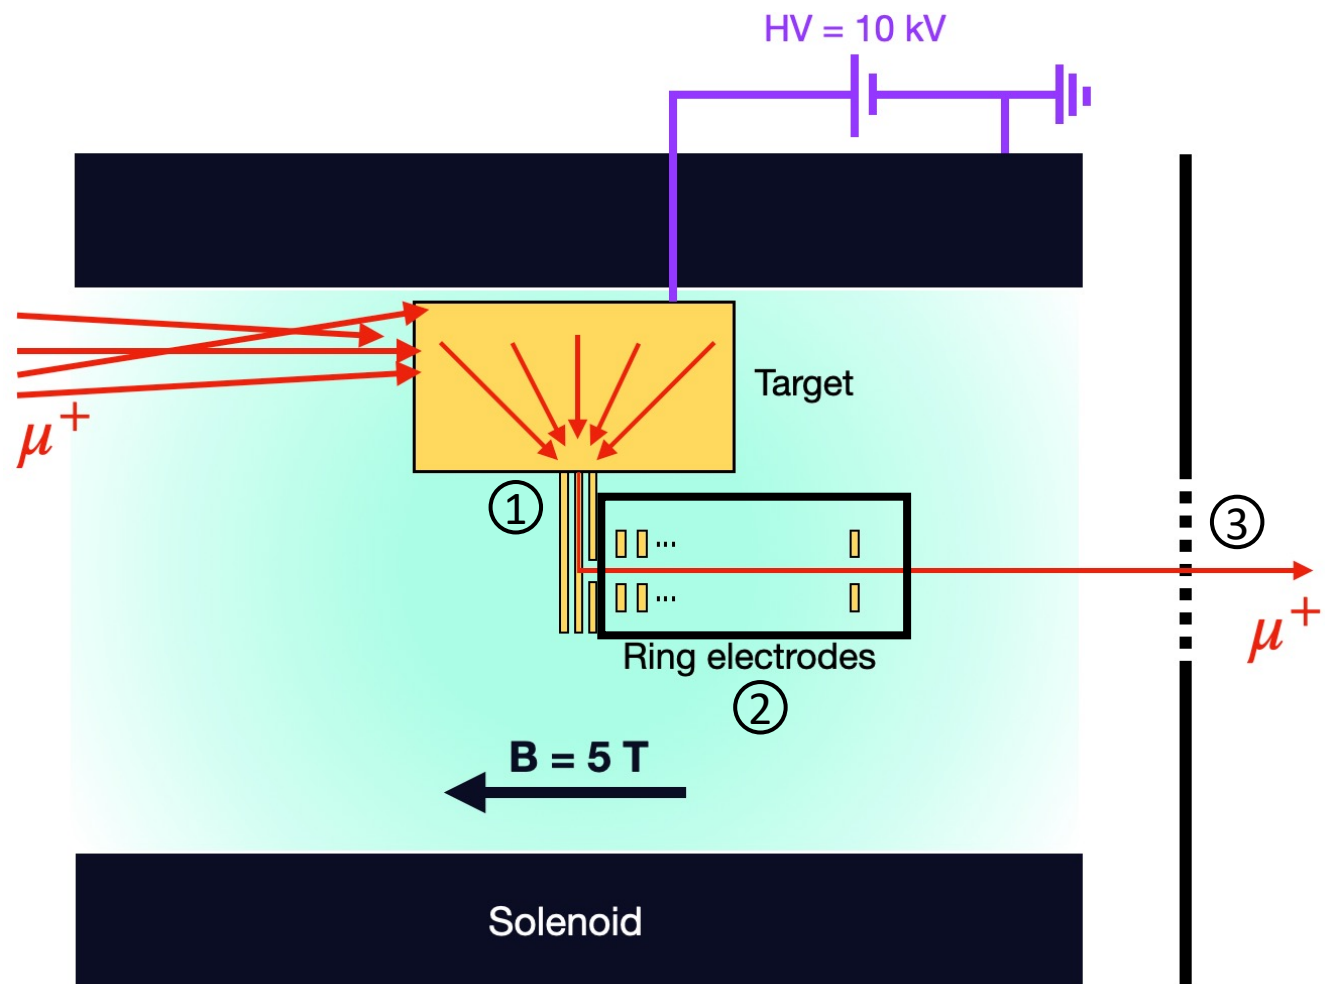 HV = 10 kV
μ⁺
Target
①
③
μ⁺
Ring electrodes
②
B = 5 T
Solenoid